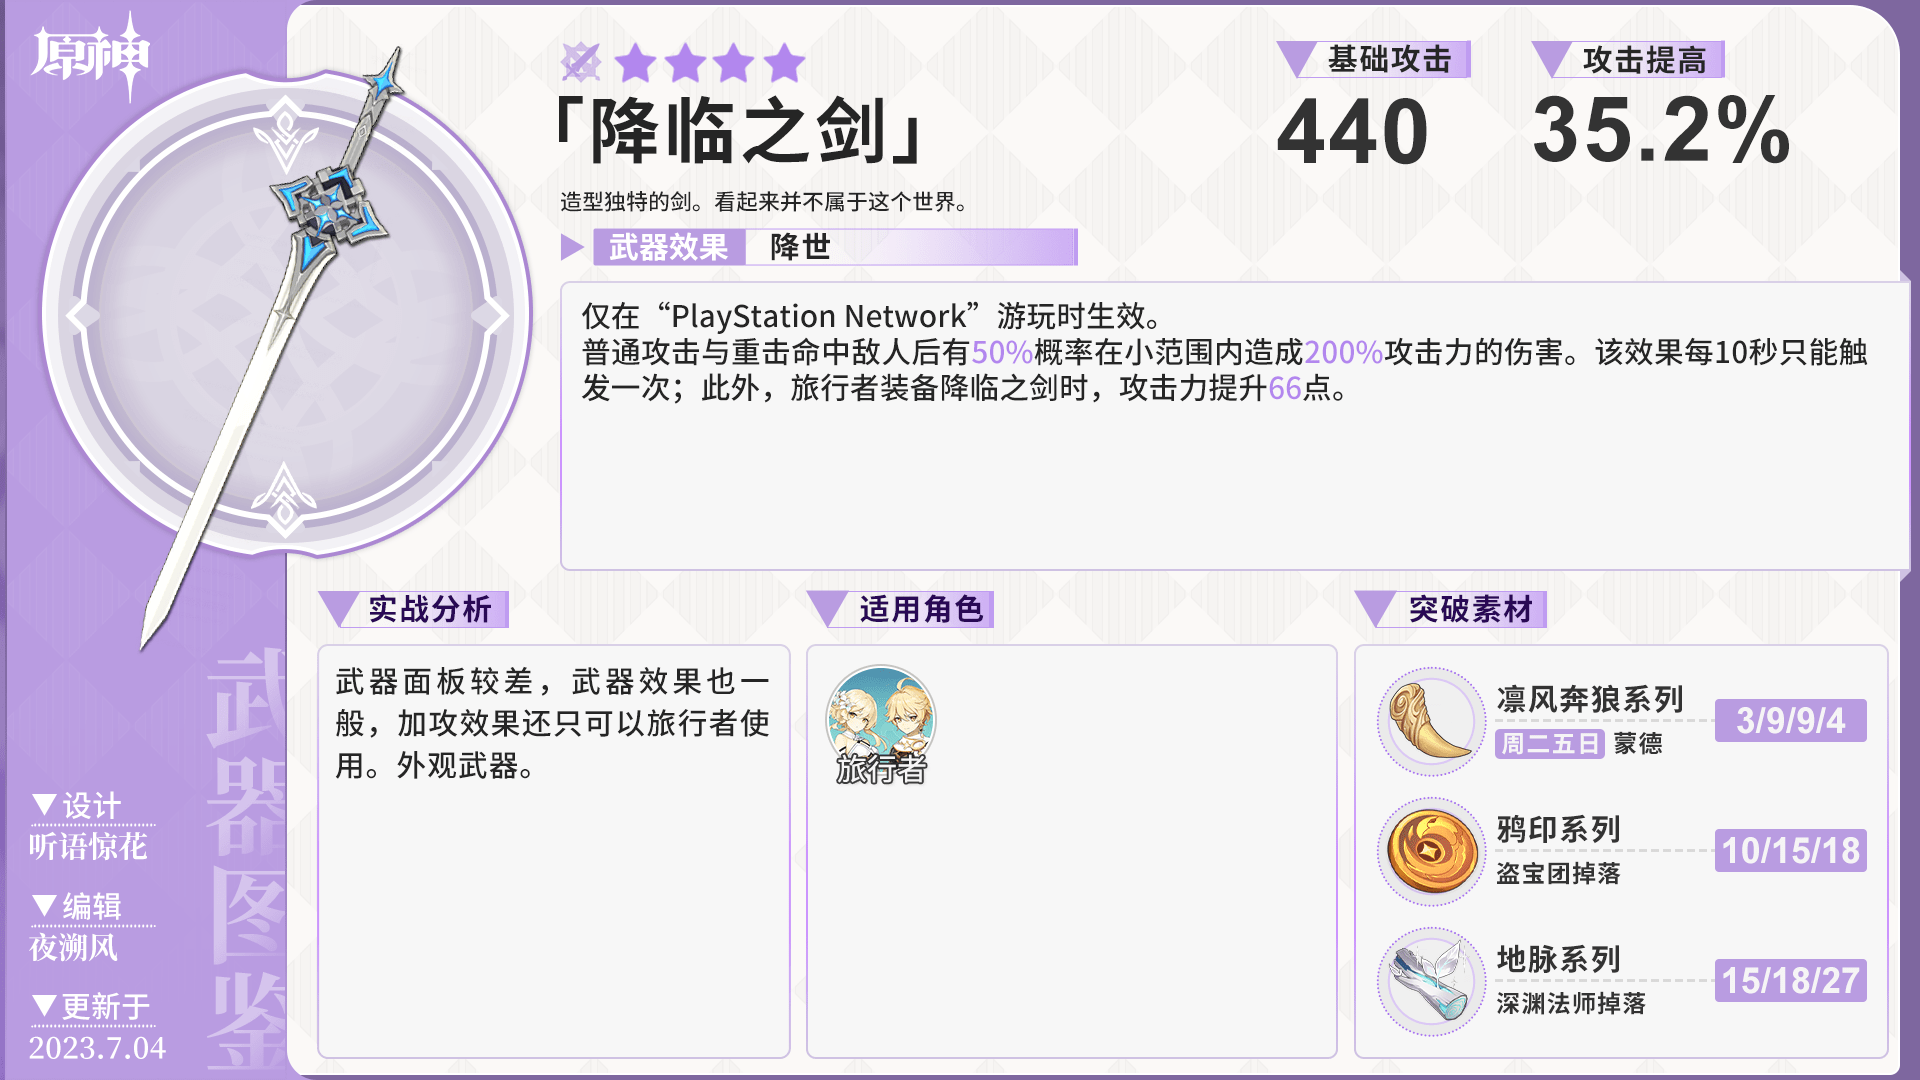 原神
「降临之剑」
造型独特的剑。看起来并不属于这个世界。
基础攻击
440
攻击提高
35.2%
武器效果
降世
仅在“PlayStation Network”游玩时生效。
普通攻击与重击命中敌人后有50%概率在小范围内造成200%攻击力的伤害。该效果每10秒只能触
发一次；此外，旅行者装备降临之剑时，攻击力提升66点。
实战分析
武器面板较差，武器效果也一
般，加攻效果还只可以旅行者使
用。外观武器。
适用角色
旅行者
突破素材
凛风奔狼系列
周二五日 蒙德
3/9/9/4
鸦印系列
盗宝团掉落
10/15/18
地脉系列
深渊法师掉落
15/18/27
武器图鉴
▼设计
听语惊花
▼编辑
夜溯风
▼更新于
2023.7.04